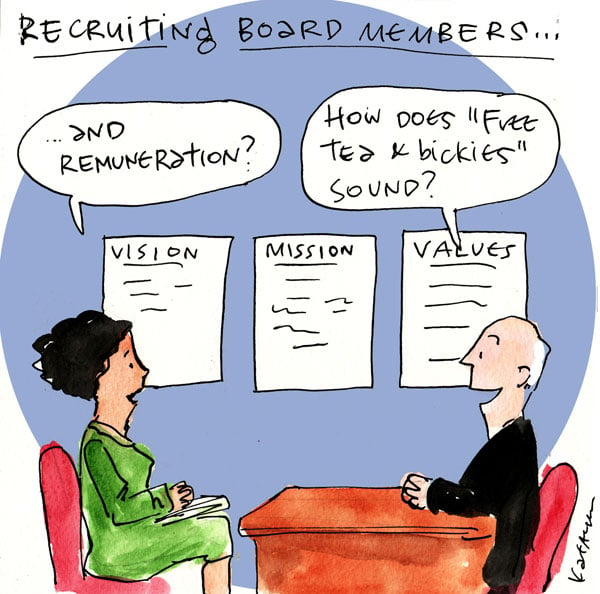 RECRUITING BOARD MEMBERS...
...AND
REMUNERATION?
HOW DOES "FREE
TEA & bickies"
SOUND?
VISION
MISSION
VALUES